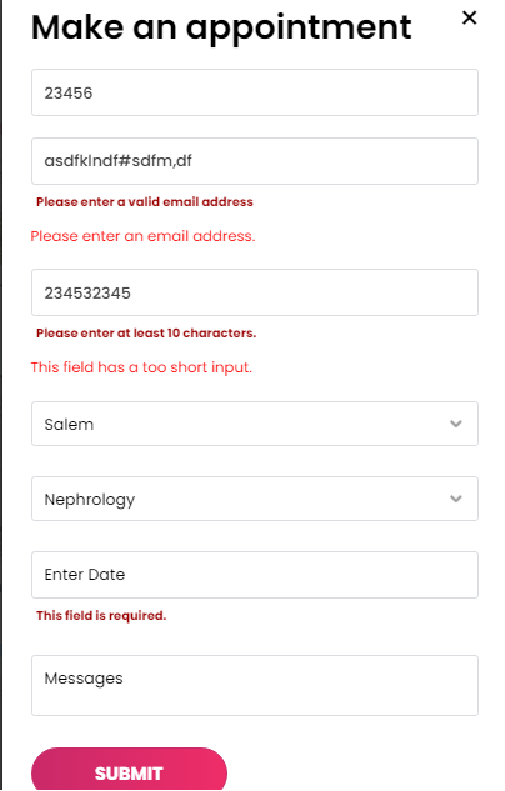 Make an appointment
23456
asdfklndf#sdfm,df
Please enter a valid email address
Please enter an email address.
234532345
Please enter at least 10 characters.
This field has a too short input.
Salem
Nephrology
Enter Date
This field is required.
Messages
SUBMIT